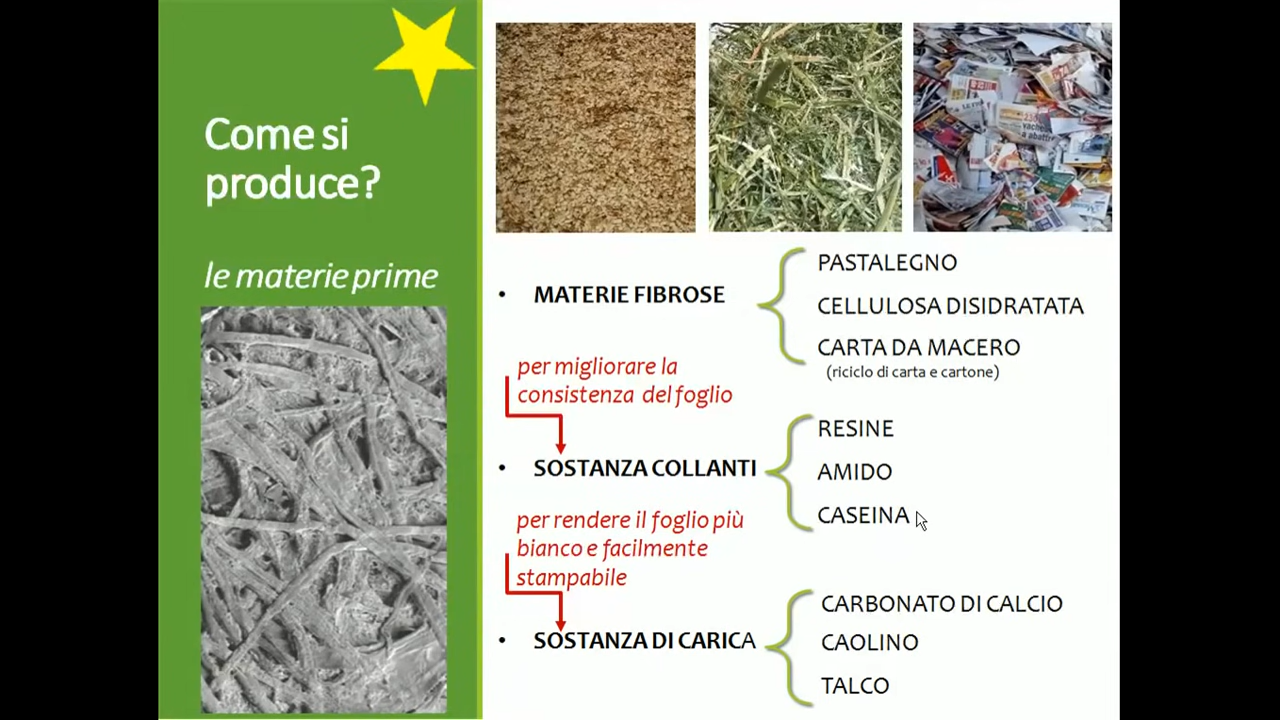 Come si
produce?
le materie prime
MATERIE FIBROSE
PASTALEGNO
CELLULOSA DISIDRATATA
CARTA DA MACERO
(riciclo di carta e cartone)
per migliorare la
consistenza del foglio
SOSTANZA COLLANTI
RESINE
AMIDO
CASEINA
per rendere il foglio più
bianco e facilmente
stampabile
SOSTANZA DI CARICA
CARBONATO DI CALCIO
CAOLINO
TALCO